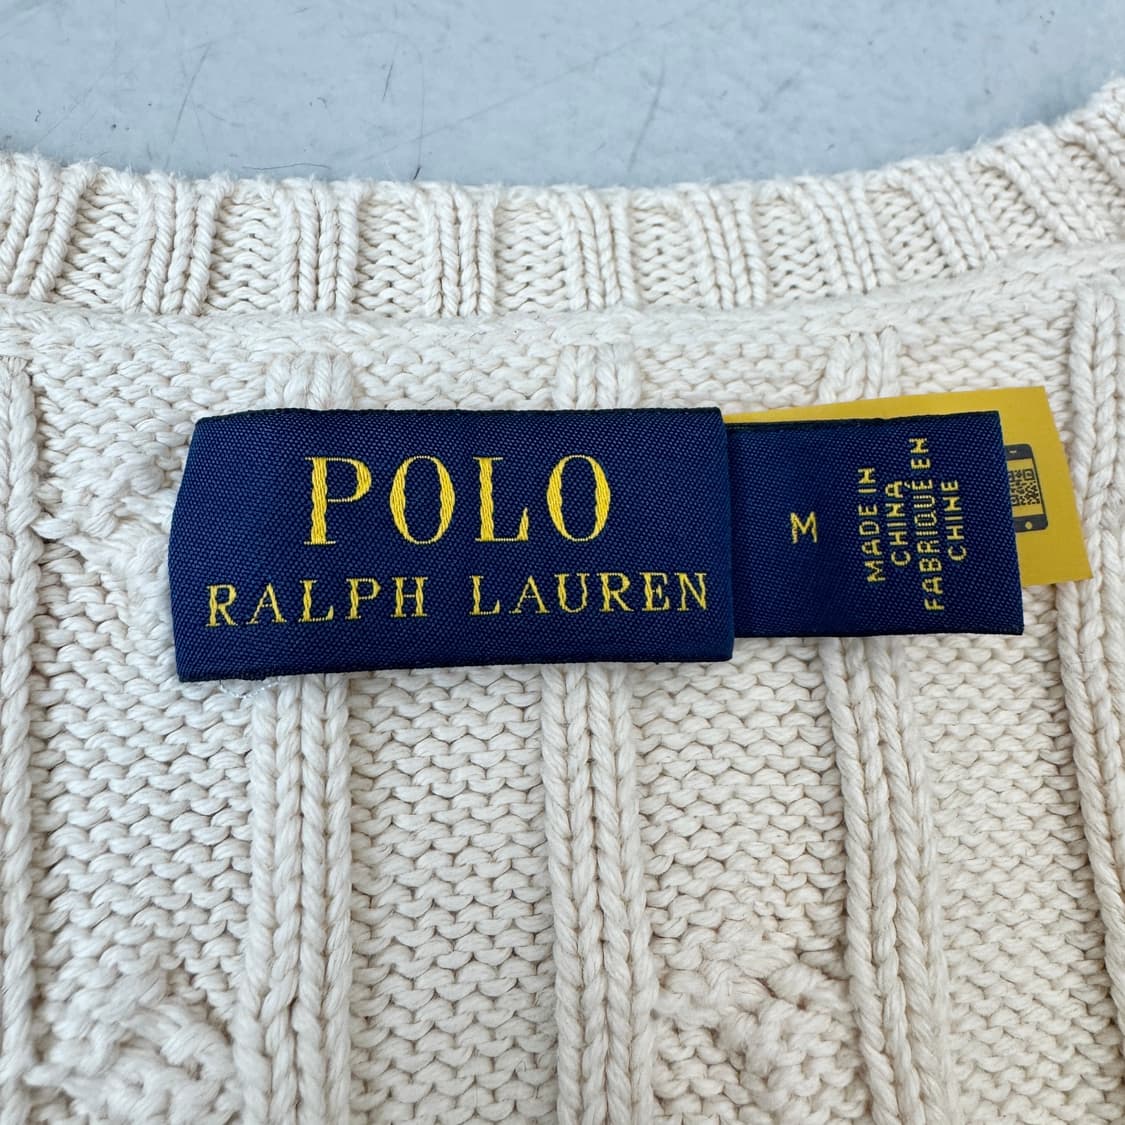 POLO
RALPH LAUREN
M
MADE IN
CHINA
FABRIQUÉ EN
CHINE